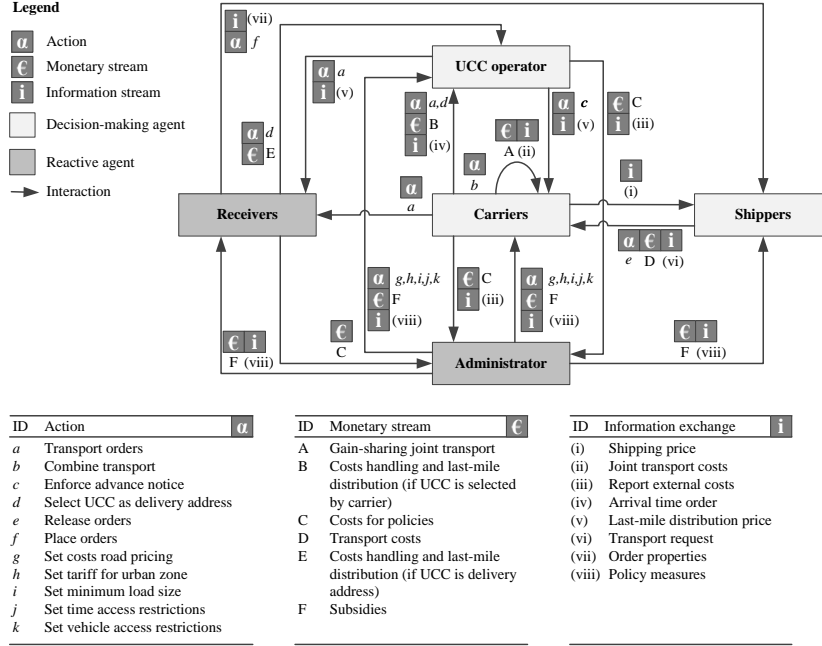 Legend
α Action
€ Monetary stream
i Information stream
Decision-making agent
Reactive agent
Interaction
i (vii)
α f
α d
€ E
α a
i (v)
UCC operator
α a,d
€ B
i (iv)
α c
i (v)
€ C
i (iii)
€ i
A (ii)
α
b
α
a
i
(i)
Receivers
Carriers
Shippers
α € i
e D (vi)
α g,h,i,j,k
€ F
i (viii)
€ C
i (iii)
α g,h,i,j,k
€ F
i (viii)
€ i
F (viii)
€
C
Administrator
€ i
F (viii)
ID Action α
a Transport orders
b Combine transport
c Enforce advance notice
d Select UCC as delivery address
e Release orders
f Place orders
g Set costs road pricing
h Set tariff for urban zone
i Set minimum load size
j Set time access restrictions
k Set vehicle access restrictions
ID Monetary stream €
A Gain-sharing joint transport
B Costs handling and last-mile
distribution (if UCC is selected
by carrier)
C Costs for policies
D Transport costs
E Costs handling and last-mile
distribution (if UCC is delivery
address)
F Subsidies
ID Information exchange i
(i) Shipping price
(ii) Joint transport costs
(iii) Report external costs
(iv) Arrival time order
(v) Last-mile distribution price
(vi) Transport request
(vii) Order properties
(viii) Policy measures